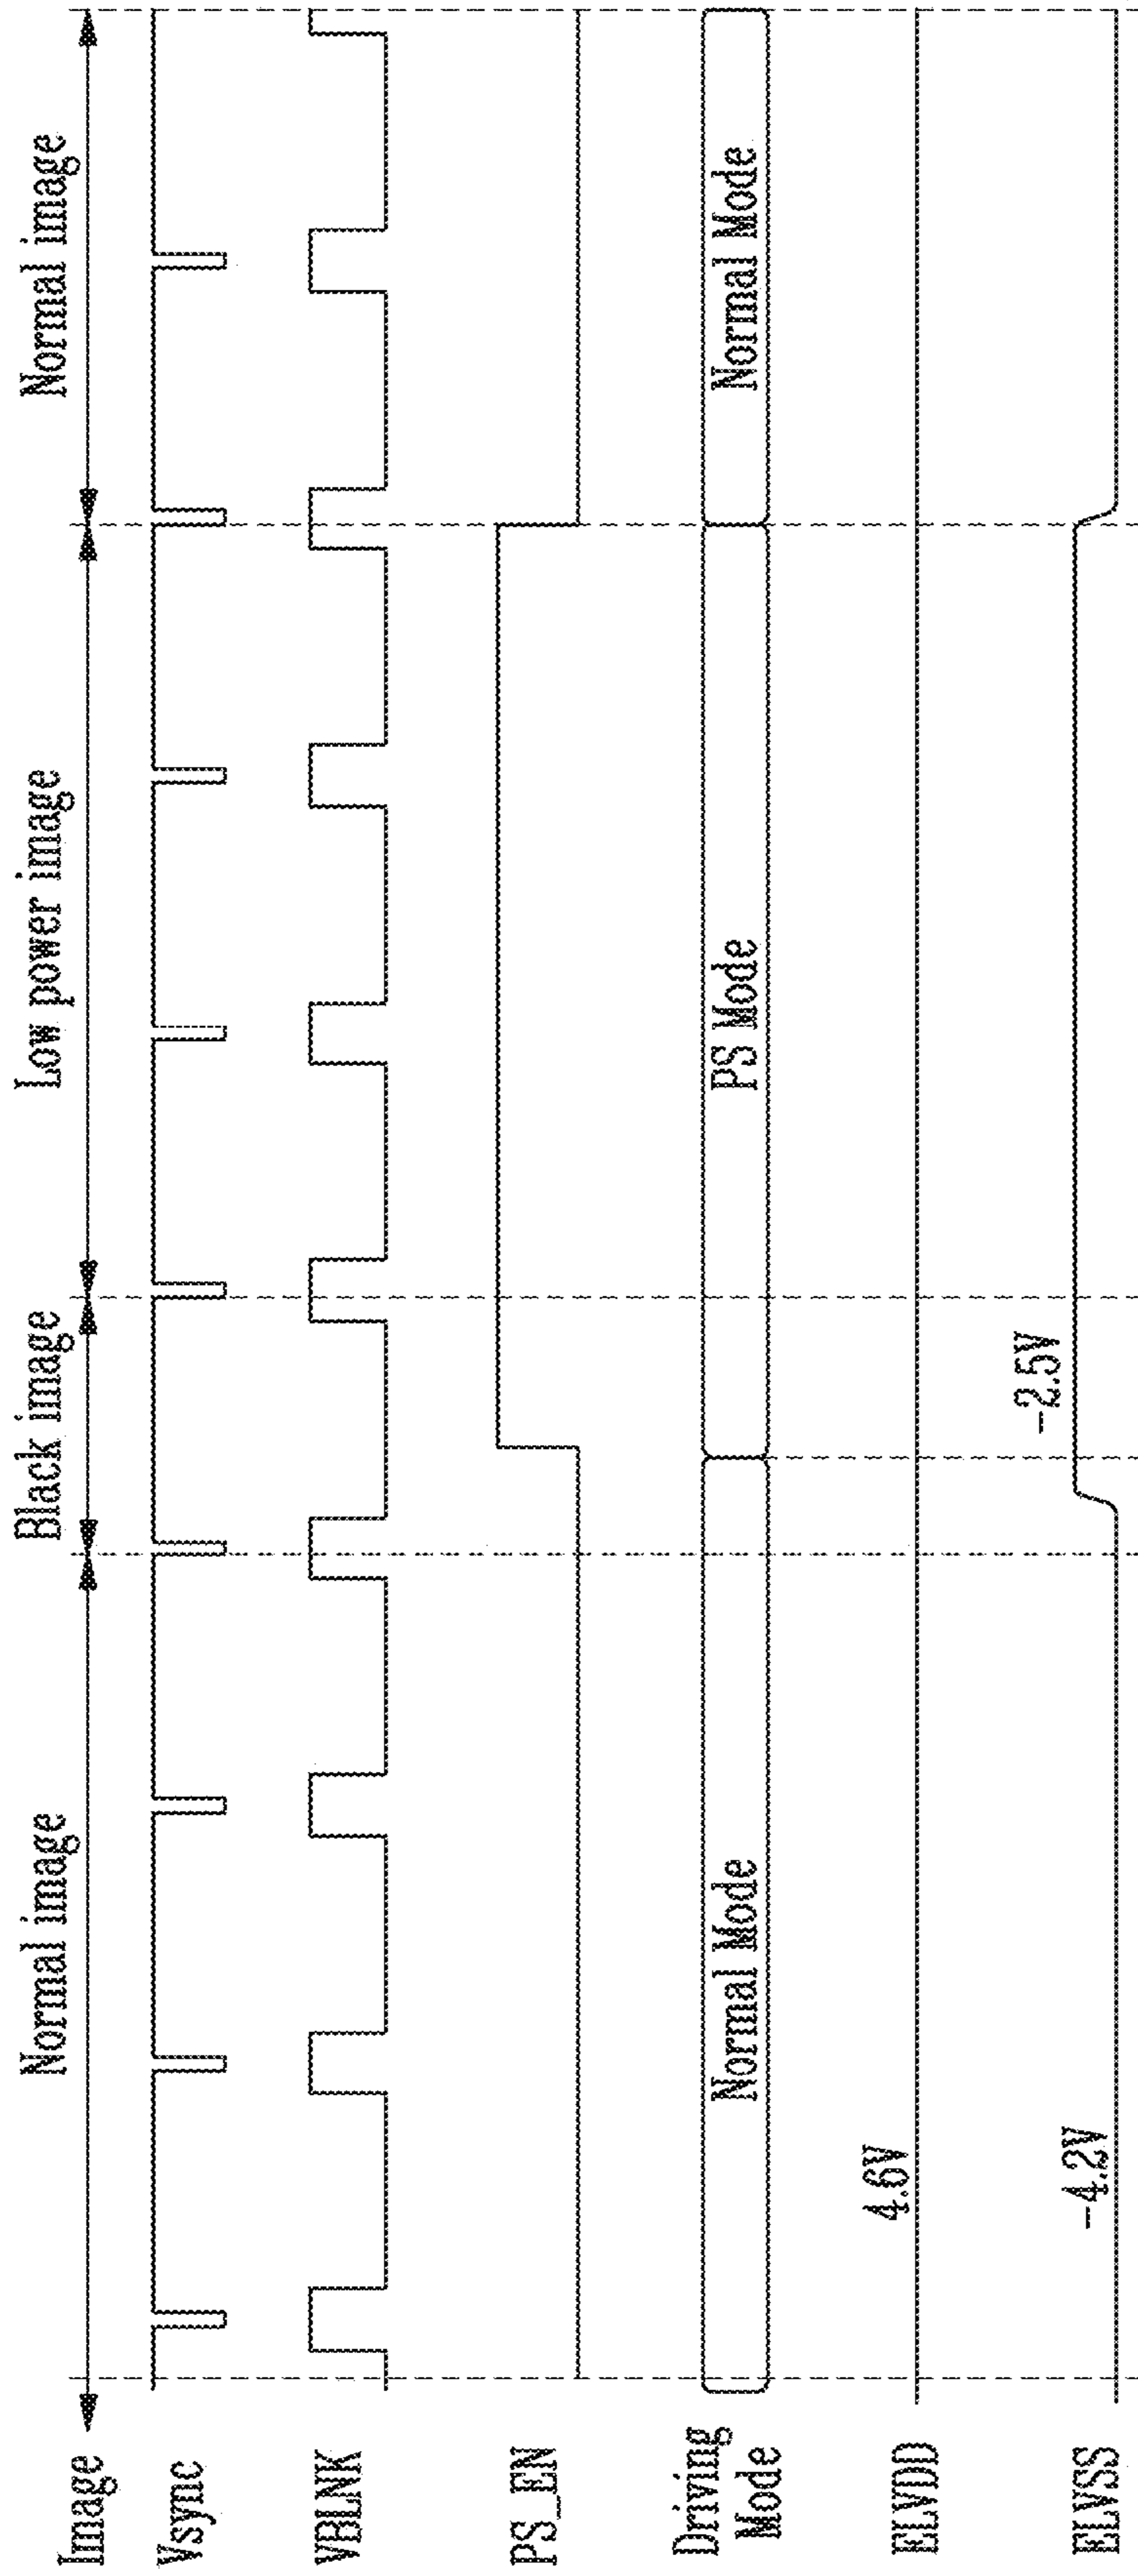 Image
Normal image
Black image
Low power image
Normal image
Vsync
VBLNK
PS_EN
Driving
Mode
Normal Mode
PS Mode
Normal Mode
ELVDD
4.6V
ELVSS
-4.2V
-2.5V